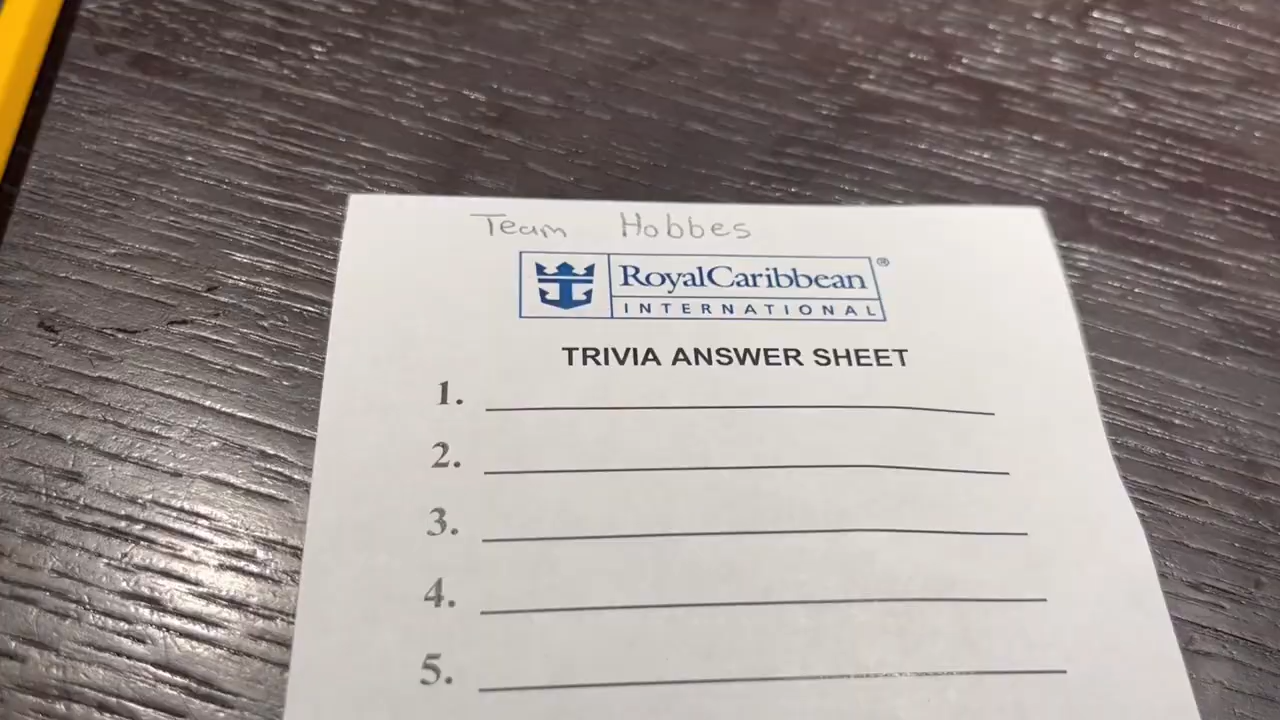 Team Hobbes
RoyalCaribbean®
INTERNATIONAL
TRIVIA ANSWER SHEET
1.
2.
3.
4.
5.